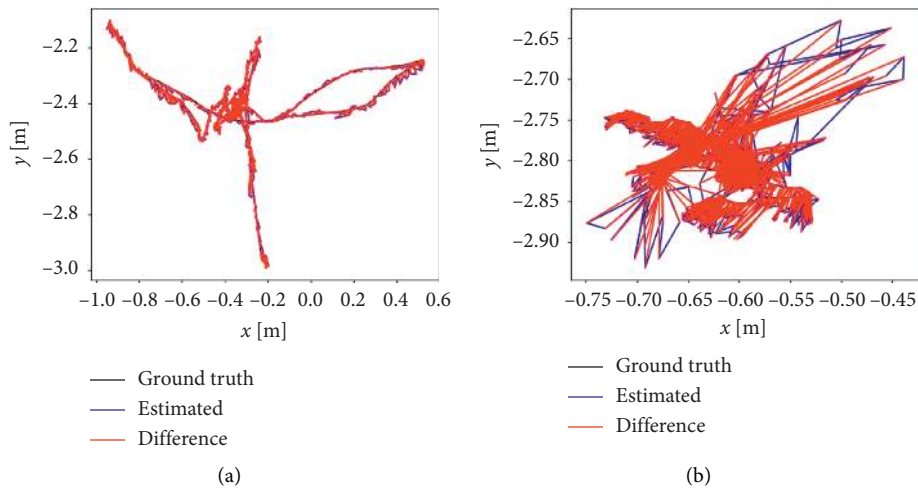 −2.2
−2.4
−2.6
−2.8
−3.0
y [m]
−1.0 −0.8 −0.6 −0.4 −0.2 0.0 0.2 0.4 0.6
x [m]
Ground truth
Estimated
Difference
(a)
−2.65
−2.70
−2.75
−2.80
−2.85
−2.90
y [m]
−0.75 −0.70 −0.65 −0.60 −0.55 −0.50 −0.45
x [m]
Ground truth
Estimated
Difference
(b)